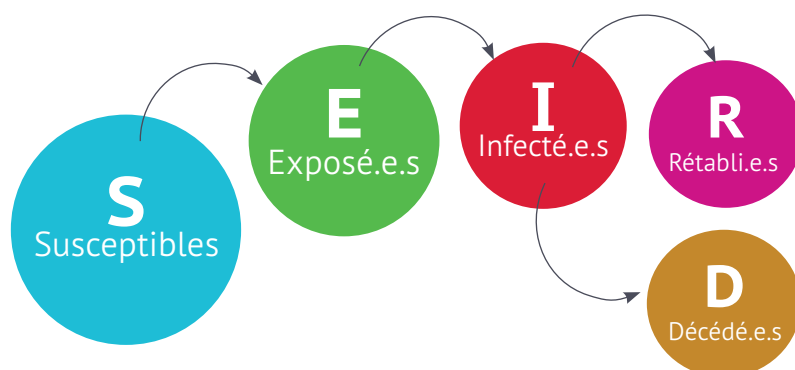 S
Susceptibles
E
Exposé.e.s
I
Infecté.e.s
R
Rétabli.e.s
D
Décédé.e.s